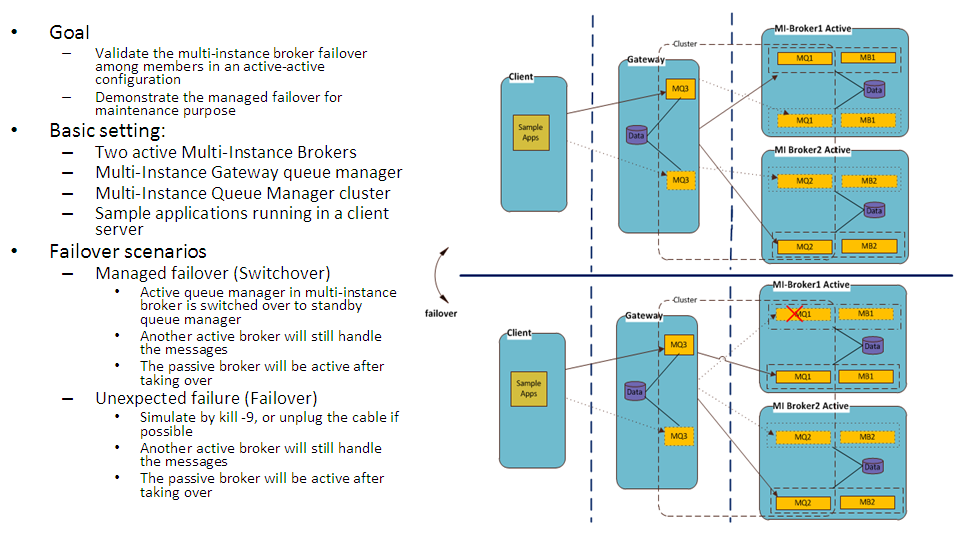 • Goal
– Validate the multi-instance broker failover
among members in an active-active
configuration
– Demonstrate the managed failover for
maintenance purpose
• Basic setting:
– Two active Multi-Instance Brokers
– Multi-Instance Gateway queue manager
– Multi-Instance Queue Manager cluster
– Sample applications running in a client
server
• Failover scenarios
– Managed failover (Switchover)
• Active queue manager in multi-instance
broker is switched over to standby
queue manager
• Another active broker will still handle
the messages
• The passive broker will be active after
taking over
– Unexpected failure (Failover)
• Simulate by kill -9, or unplug the cable if
possible
• Another active broker will still handle
the messages
• The passive broker will be active after
taking over
failover
Client
Sample
Apps
Gateway
MQ3
Data
MQ3
Cluster
MI-Broker1 Active
MQ1
MB1
Data
MQ1
MB1
MI Broker2 Active
MQ2
MB2
Data
MQ2
MB2
Client
Sample
Apps
Gateway
MQ3
Data
MQ3
Cluster
MI-Broker1 Active
MQ1
MB1
Data
MQ1
MB1
MI Broker2 Active
MQ2
MB2
Data
MQ2
MB2